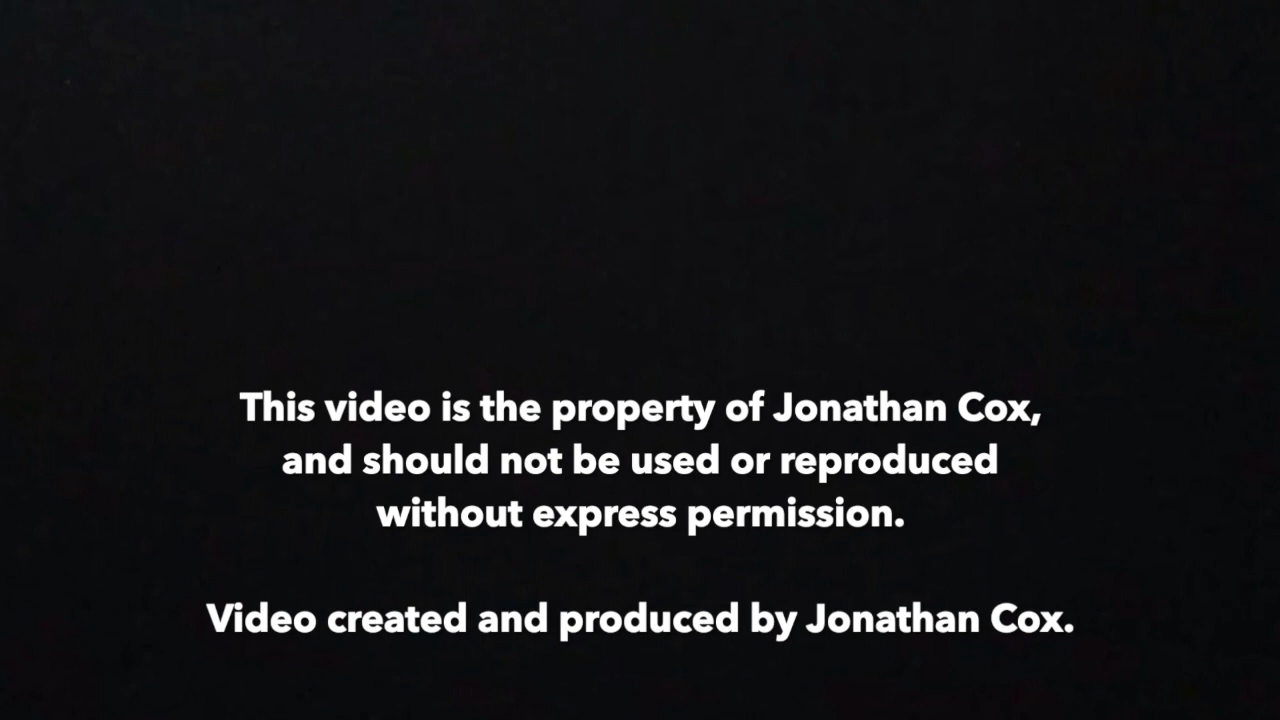 This video is the property of Jonathan Cox,
and should not be used or reproduced
without express permission.
Video created and produced by Jonathan Cox.